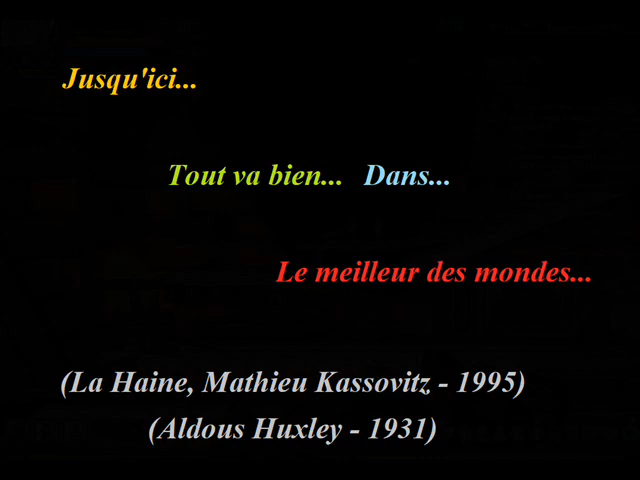 Jusqu'ici...
Tout va bien... Dans...
Le meilleur des mondes...
(La Haine, Mathieu Kassovitz - 1995)
(Aldous Huxley - 1931)